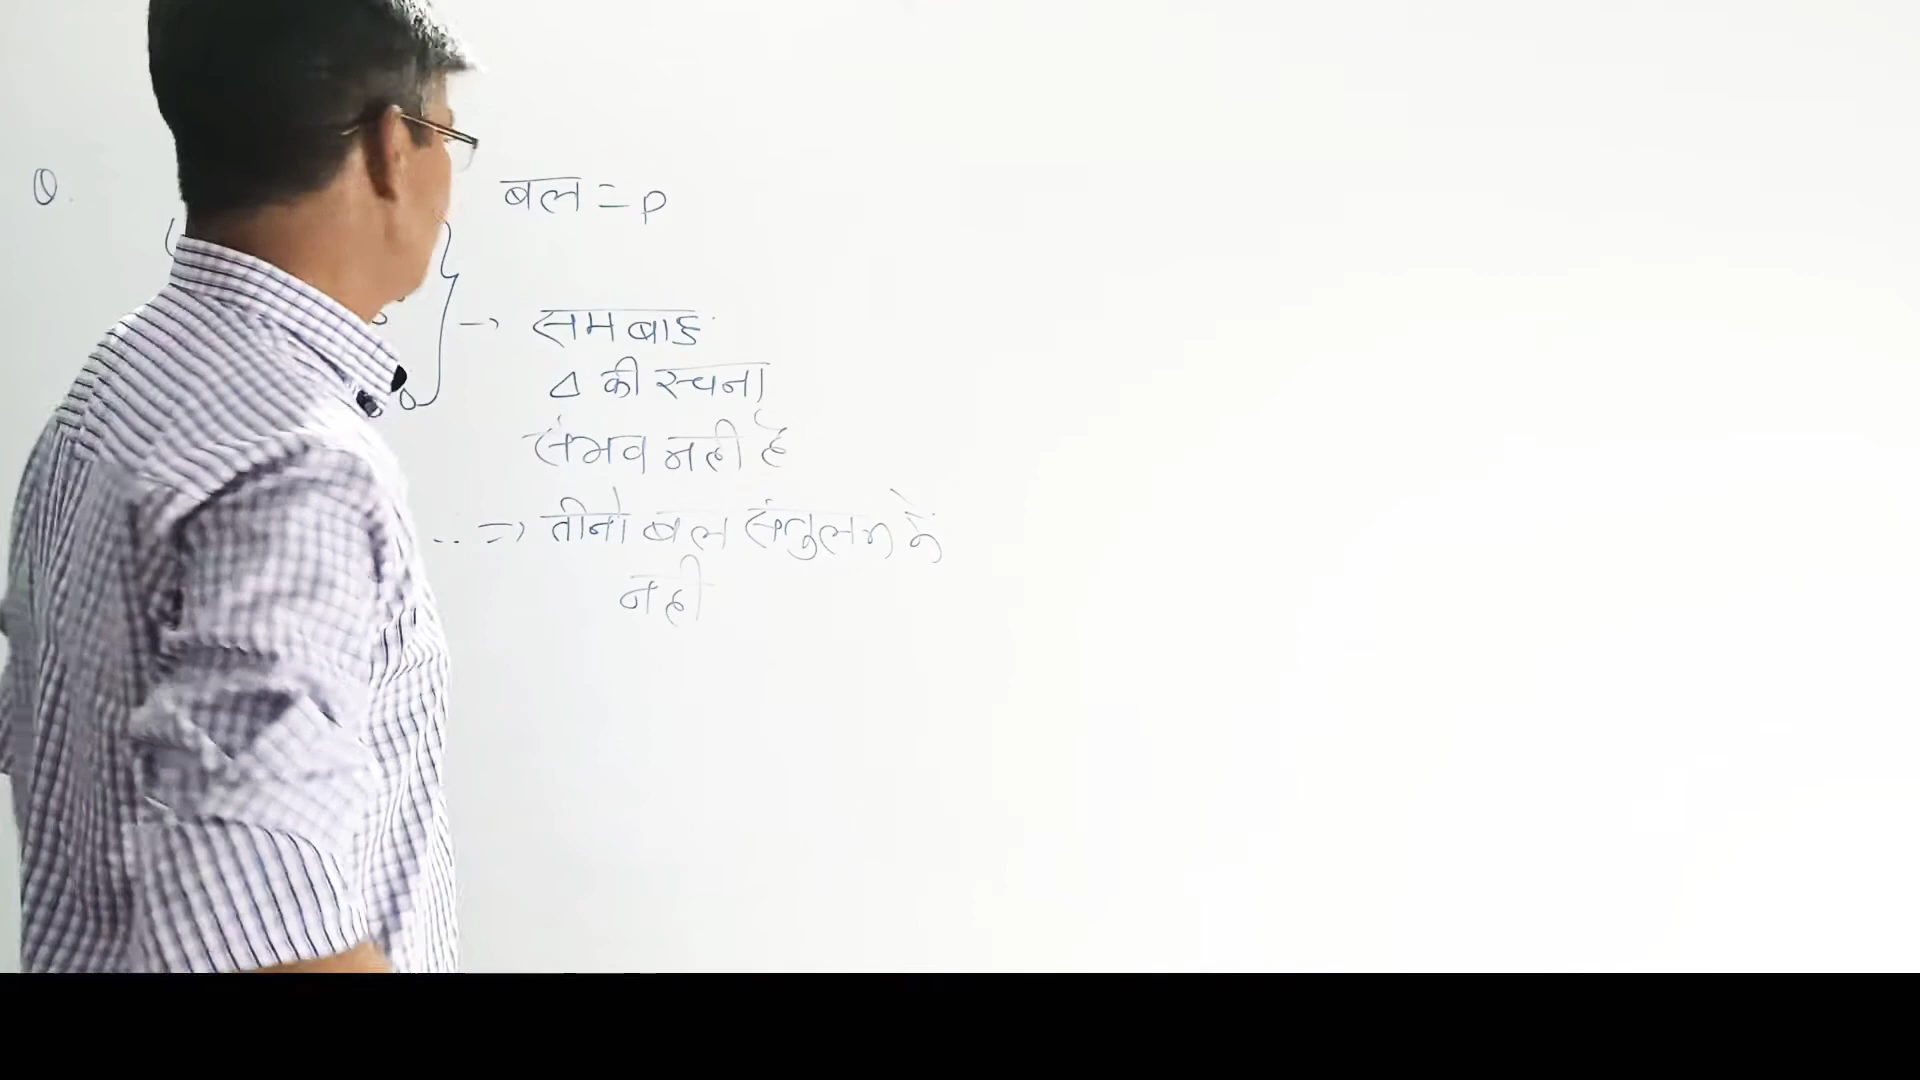 Q.
बल = P
→ समबाहु
Δ की रचना
संभव नही है
∴ ⇒ तीनो बल संतुलन मे
नही